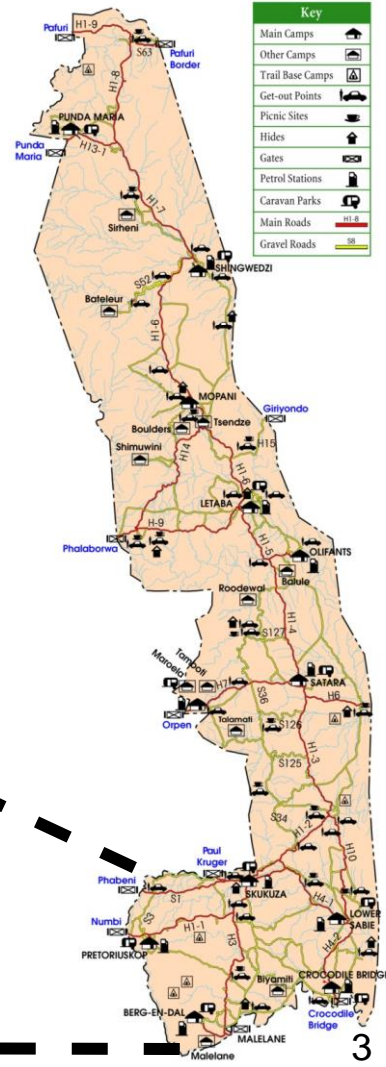 Key
Main Camps
Other Camps
Trail Base Camps
Get-out Points
Picnic Sites
Hides
Gates
Petrol Stations
Caravan Parks
Main Roads H1-8
Gravel Roads S8
Pafuri
H1-9
S63
Pafuri
Border
H1-8
PUNDA MARIA
Punda
Maria
H13-1
H1-7
Sirheni
SHINGWEDZI
S52
Bateleur
H1-6
MOPANI
Tsendze
Giriyondo
Boulders
H15
Shimuwini
H14
H1-6
LETABA
H-9
Phalaborwa
H1-5
OLIFANTS
Balule
Roodewal
H1-4
S127
Tamboti
Maroela
H7
SATARA
S36
H6
Orpen
Talamati
S126
H1-3
S125
S34
H1-2
H10
Paul
Kruger
Phabeni
SKUKUZA
S1
H4-1
LOWER
SABIE
Numbi
S3
H1-1
H3
H4-2
PRETORIUSKOP
CROCODILE BRIDGE
Biyamiti
BERG-EN-DAL
Crocodile
Bridge
MALELANE
Malelane
3